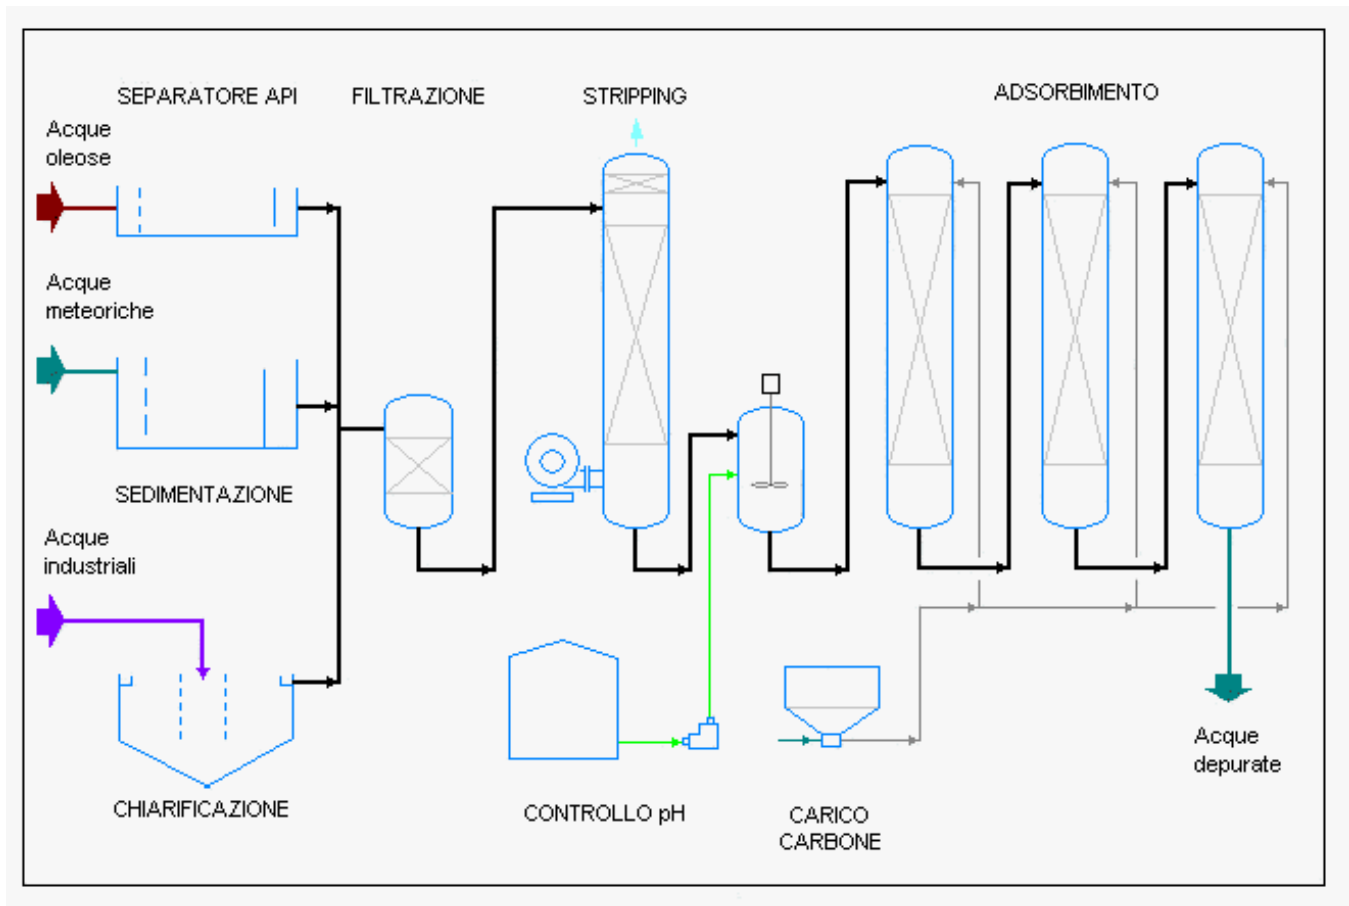 SEPARATORE API
FILTRAZIONE
STRIPPING
ADSORBIMENTO
Acque
oleose
Acque
meteoriche
SEDIMENTAZIONE
Acque
industriali
CHIARIFICAZIONE
CONTROLLO pH
CARICO
CARBONE
Acque
depurate